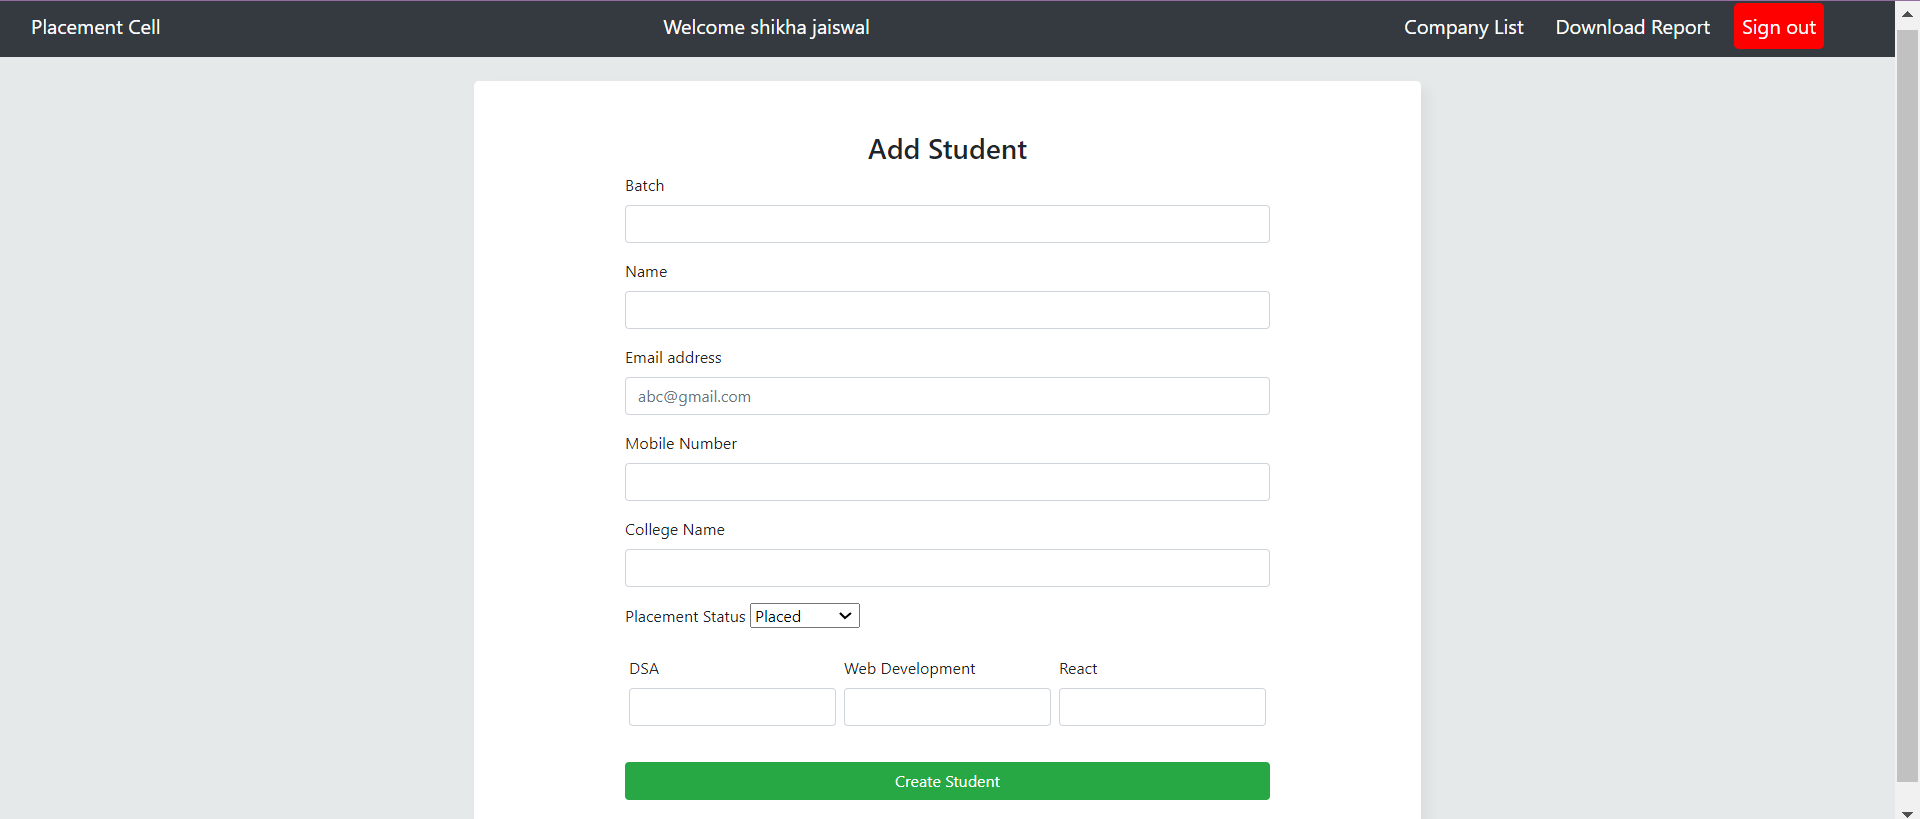 Placement Cell Welcome shikha jaiswal Company List Download Report Sign out
Add Student
Batch
Name
Email address
abc@gmail.com
Mobile Number
College Name
Placement Status Placed
DSA Web Development React
Create Student